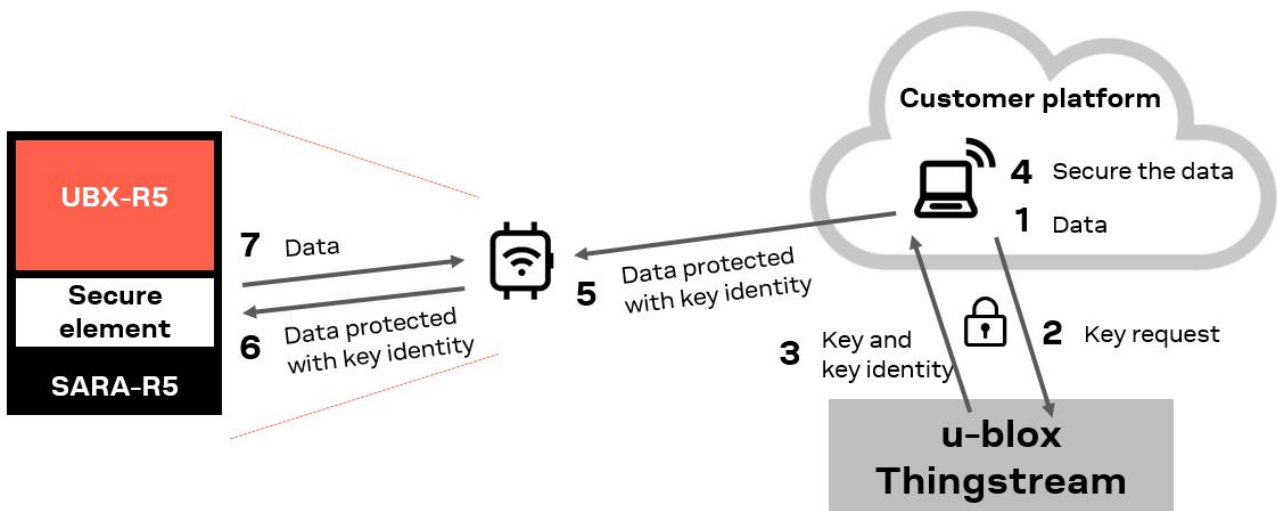 Customer platform
4 Secure the data
1 Data
UBX-R5
Secure
element
SARA-R5
7 Data
6 Data protected
with key identity
5 Data protected
with key identity
3 Key and
key identity
2 Key request
u-blox
Thingstream